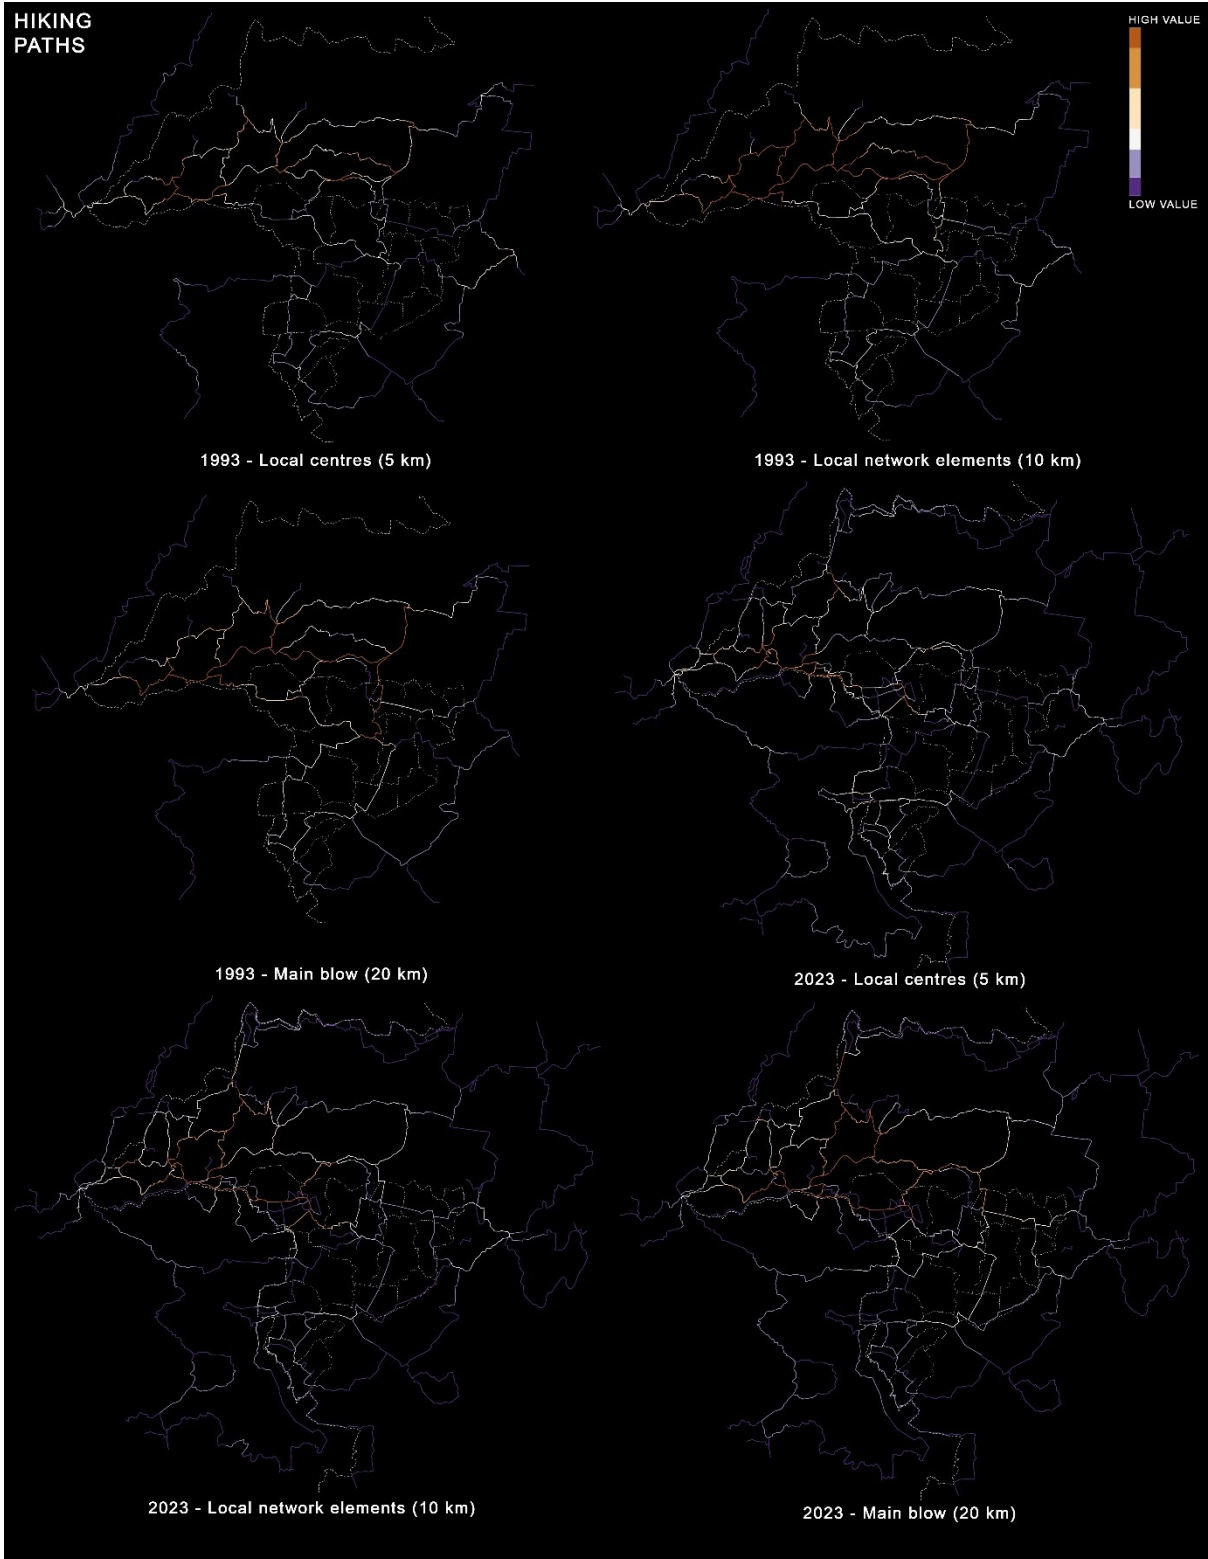 HIKING
PATHS
HIGH VALUE
LOW VALUE
1993 - Local centres (5 km)
1993 - Local network elements (10 km)
1993 - Main blow (20 km)
2023 - Local centres (5 km)
2023 - Local network elements (10 km)
2023 - Main blow (20 km)